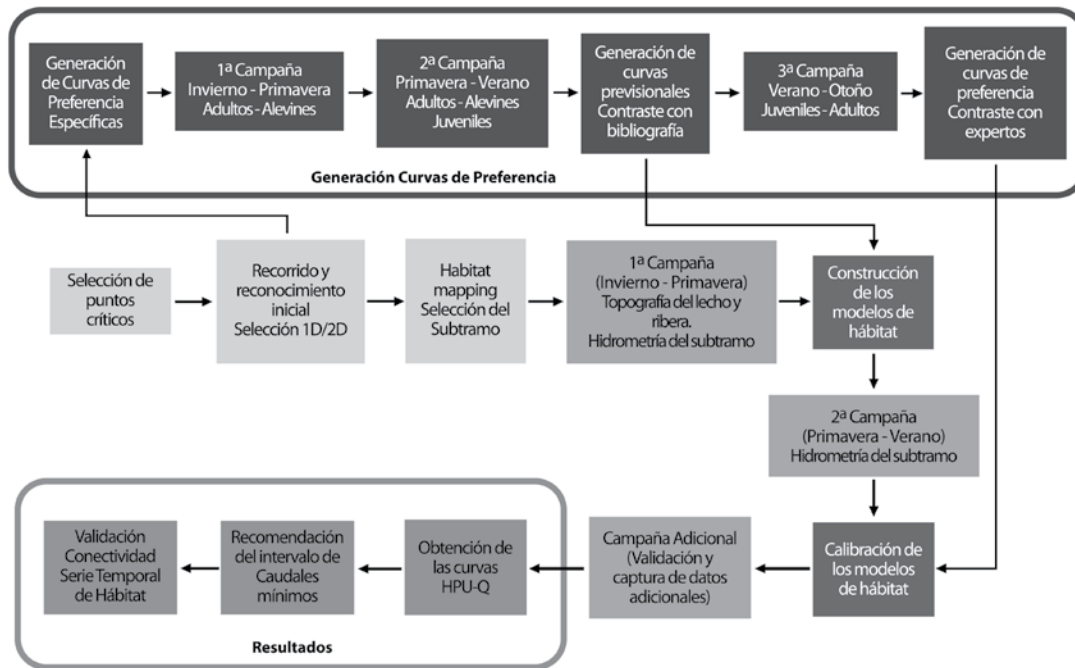 Generación
de Curvas de
Preferencia
Específicas
1ª Campaña
Invierno - Primavera
Adultos - Alevines
2ª Campaña
Primavera - Verano
Adultos - Alevines
Juveniles
Generación de
curvas
previsionales
Contraste con
bibliografía
3ª Campaña
Verano - Otoño
Juveniles - Adultos
Generación de
curvas de
preferencia
Contraste con
expertos
Generación Curvas de Preferencia
Selección de
puntos
críticos
Recorrido y
reconocimiento
inicial
Selección 1D/2D
Habitat
mapping
Selección del
Subtramo
1ª Campaña
(Invierno - Primavera)
Topografía del lecho y
ribera.
Hidrometría del subtramo
Construcción
de los
modelos de
hábitat
2ª Campaña
(Primavera - Verano)
Hidrometría del subtramo
Validación
Conectividad
Serie Temporal
de Hábitat
Recomendación
del intervalo de
Caudales
mínimos
Obtención de
las curvas
HPU-Q
Campaña Adicional
(Validación y
captura de datos
adicionales)
Calibración de
los modelos
de hábitat
Resultados